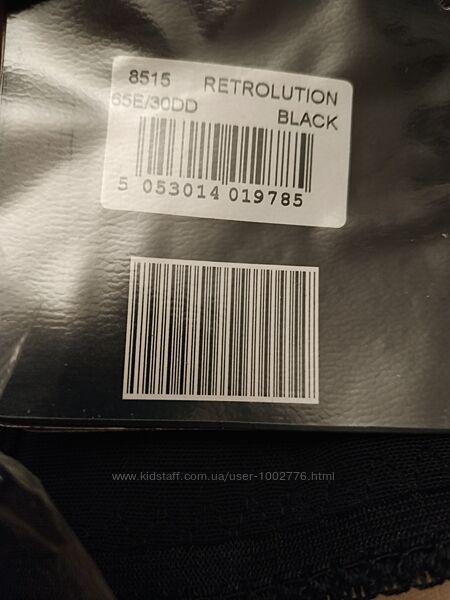 8515 RETROLUTION
65E/30DD BLACK
5 053014 019785
www.kidstaff.com.ua/user-1002776.html